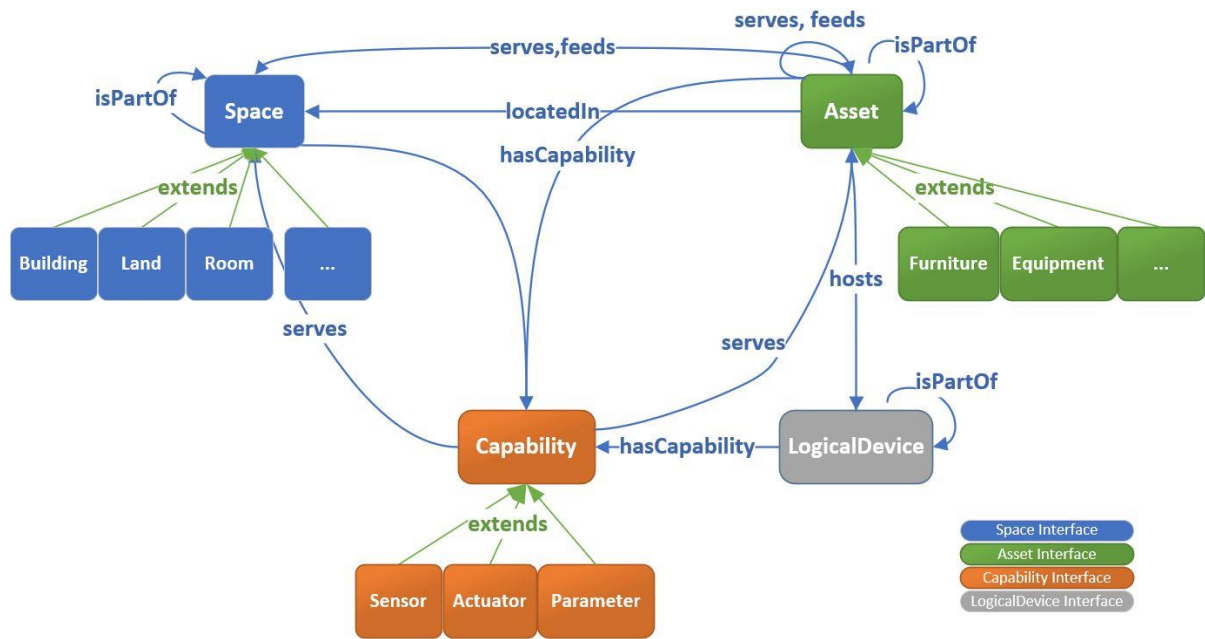 serves, feeds
serves,feeds
isPartOf
isPartOf
Space
locatedIn
Asset
hasCapability
extends
extends
Building
Land
Room
...
Furniture
Equipment
...
hosts
serves
serves
isPartOf
Capability
hasCapability
LogicalDevice
extends
Sensor
Actuator
Parameter
Space Interface
Asset Interface
Capability Interface
LogicalDevice Interface